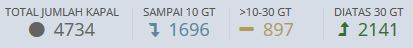 TOTAL JUMLAH KAPAL SAMPAI 10 GT >10-30 GT DIATAS 30 GT
4734 1696 897 2141